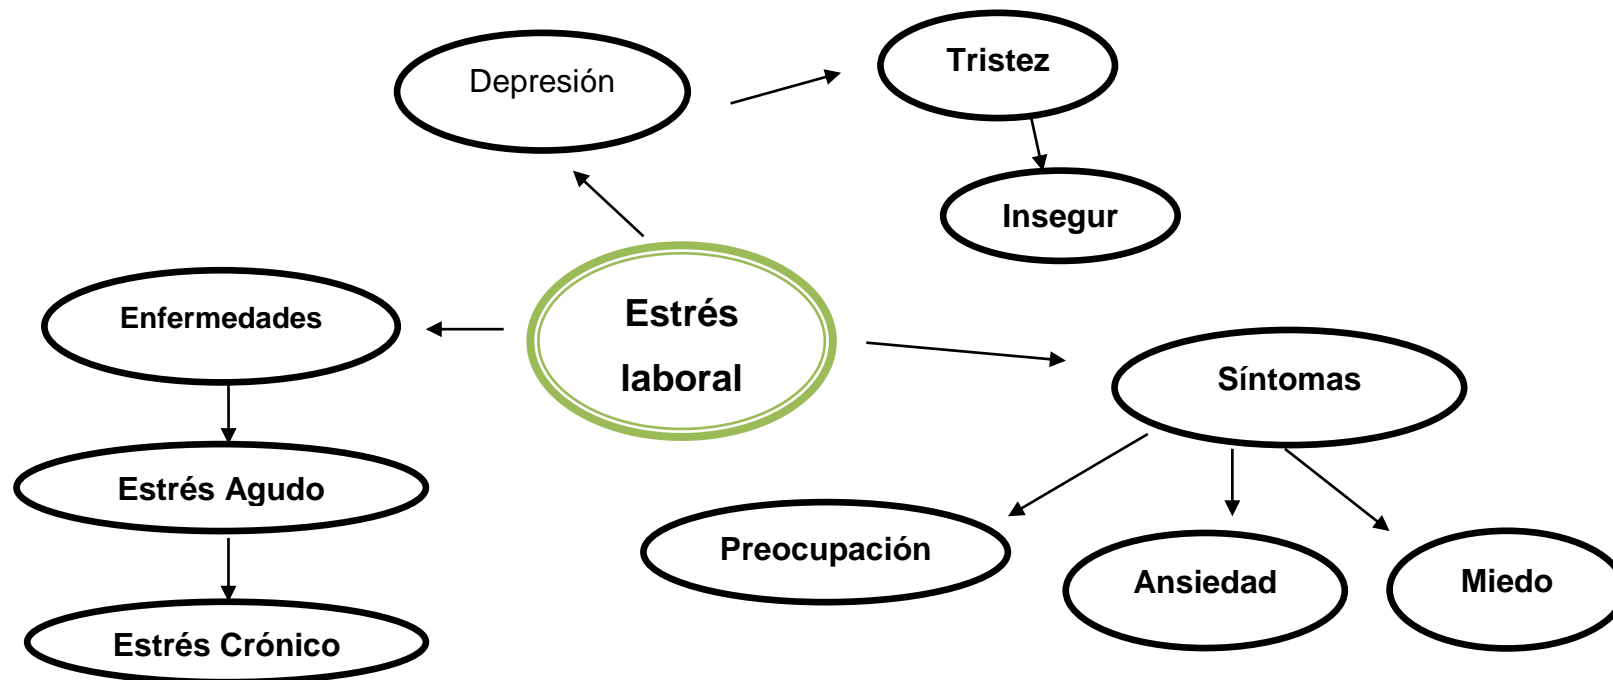 Depresión
Tristez
Insegur
Estrés
laboral
Enfermedades
Síntomas
Estrés Agudo
Preocupación
Ansiedad
Miedo
Estrés Crónico